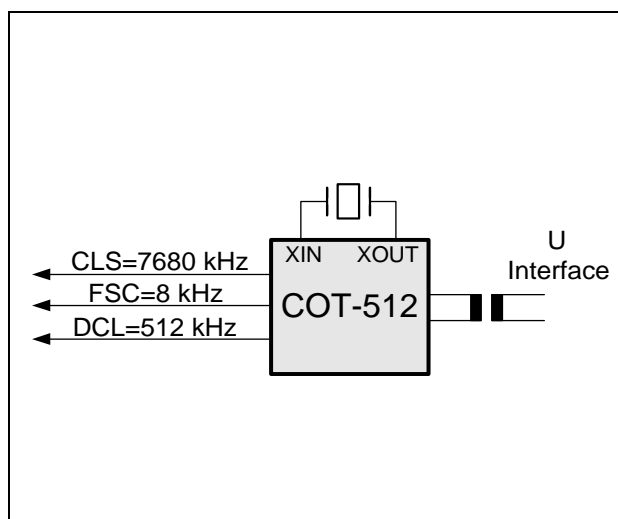 XIN XOUT
U
Interface
CLS=7680 kHz
FSC=8 kHz
DCL=512 kHz
COT-512